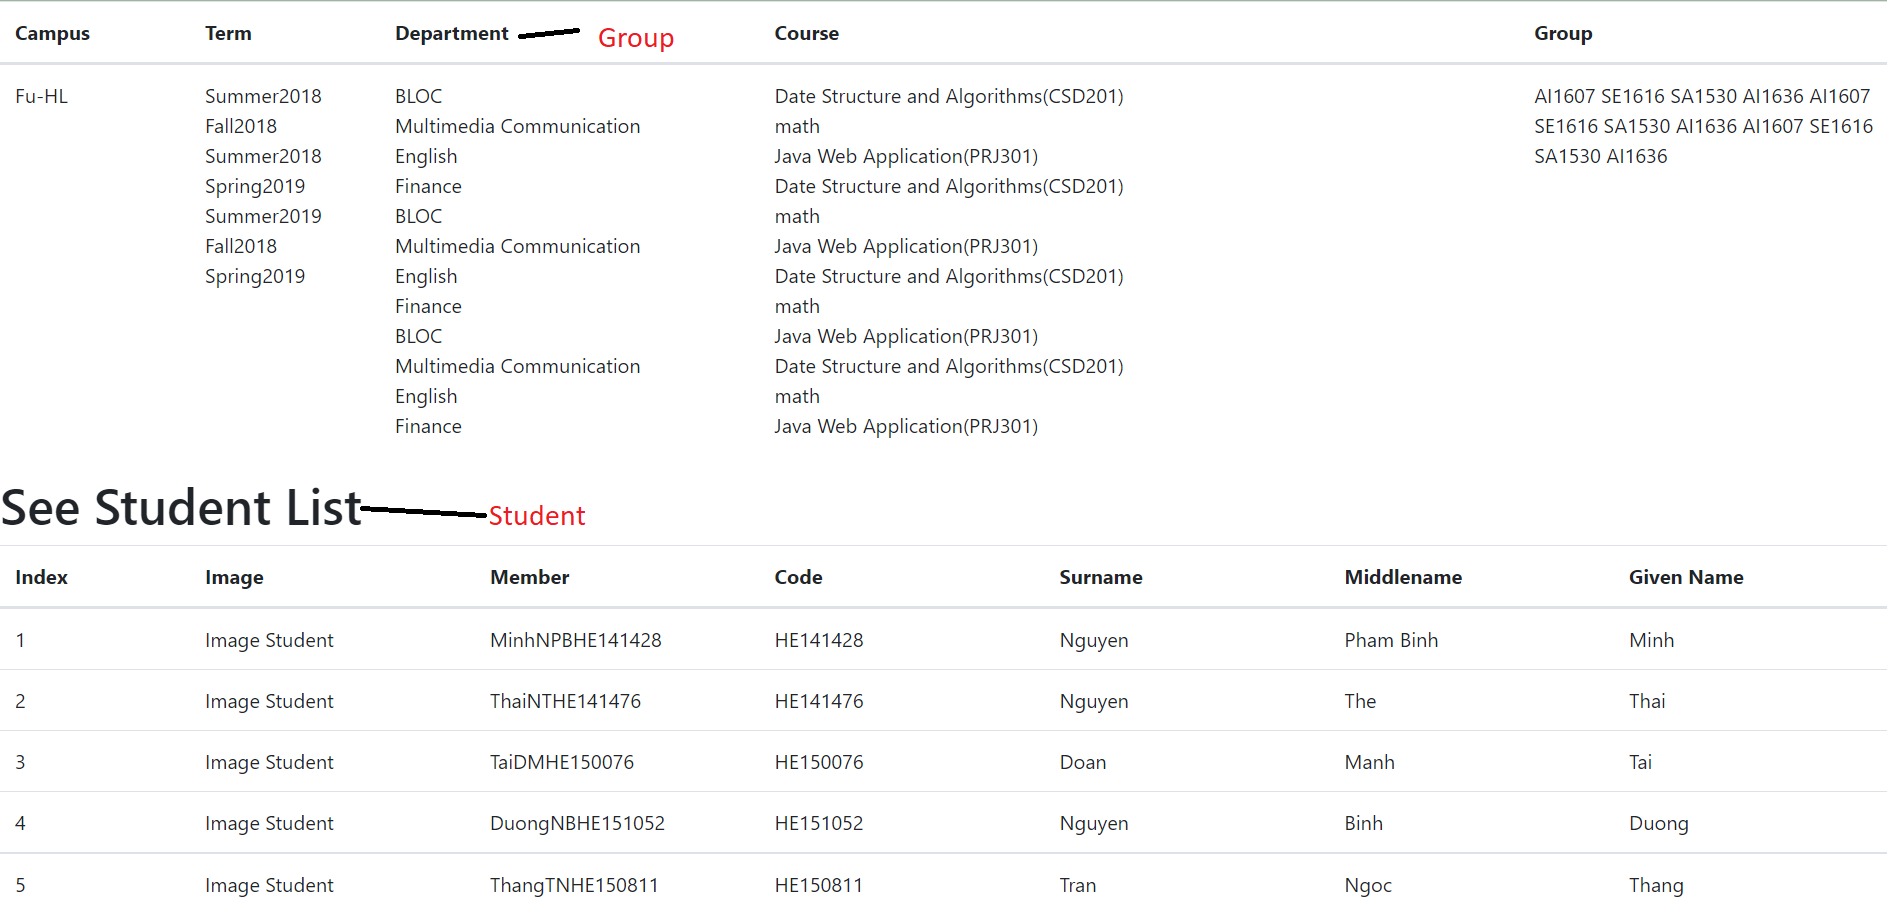 Campus Term Department Group Course Group
Fu-HL Summer2018 BLOC Date Structure and Algorithms(CSD201) AI1607 SE1616 SA1530 AI1636 AI1607
Fall2018 Multimedia Communication math SE1616 SA1530 AI1636 AI1607 SE1616
Summer2018 English Java Web Application(PRJ301) SA1530 AI1636
Spring2019 Finance Date Structure and Algorithms(CSD201)
Summer2019 BLOC math
Fall2018 Multimedia Communication Java Web Application(PRJ301)
Spring2019 English Date Structure and Algorithms(CSD201)
Finance math
BLOC Java Web Application(PRJ301)
Multimedia Communication Date Structure and Algorithms(CSD201)
English math
Finance Java Web Application(PRJ301)
See Student List Student
Index Image Member Code Surname Middlename Given Name
1 Image Student MinhNPBHE141428 HE141428 Nguyen Pham Binh Minh
2 Image Student ThaiNTHE141476 HE141476 Nguyen The Thai
3 Image Student TaiDMHE150076 HE150076 Doan Manh Tai
4 Image Student DuongNBHE151052 HE151052 Nguyen Binh Duong
5 Image Student ThangTNHE150811 HE150811 Tran Ngoc Thang